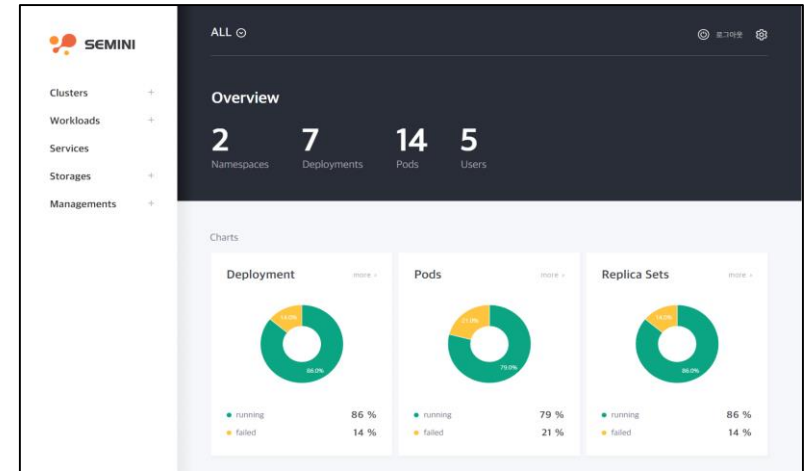 SEMINI
ALL
로그아웃
Clusters +
Workloads +
Services
Storages +
Managements +
Overview
2 7 14 5
Namespaces Deployments Pods Users
Charts
Deployment more >
14.0%
86.0%
running 86 %
failed 14 %
Pods more >
21.0%
79.0%
running 79 %
failed 21 %
Replica Sets more >
14.0%
86.0%
running 86 %
failed 14 %